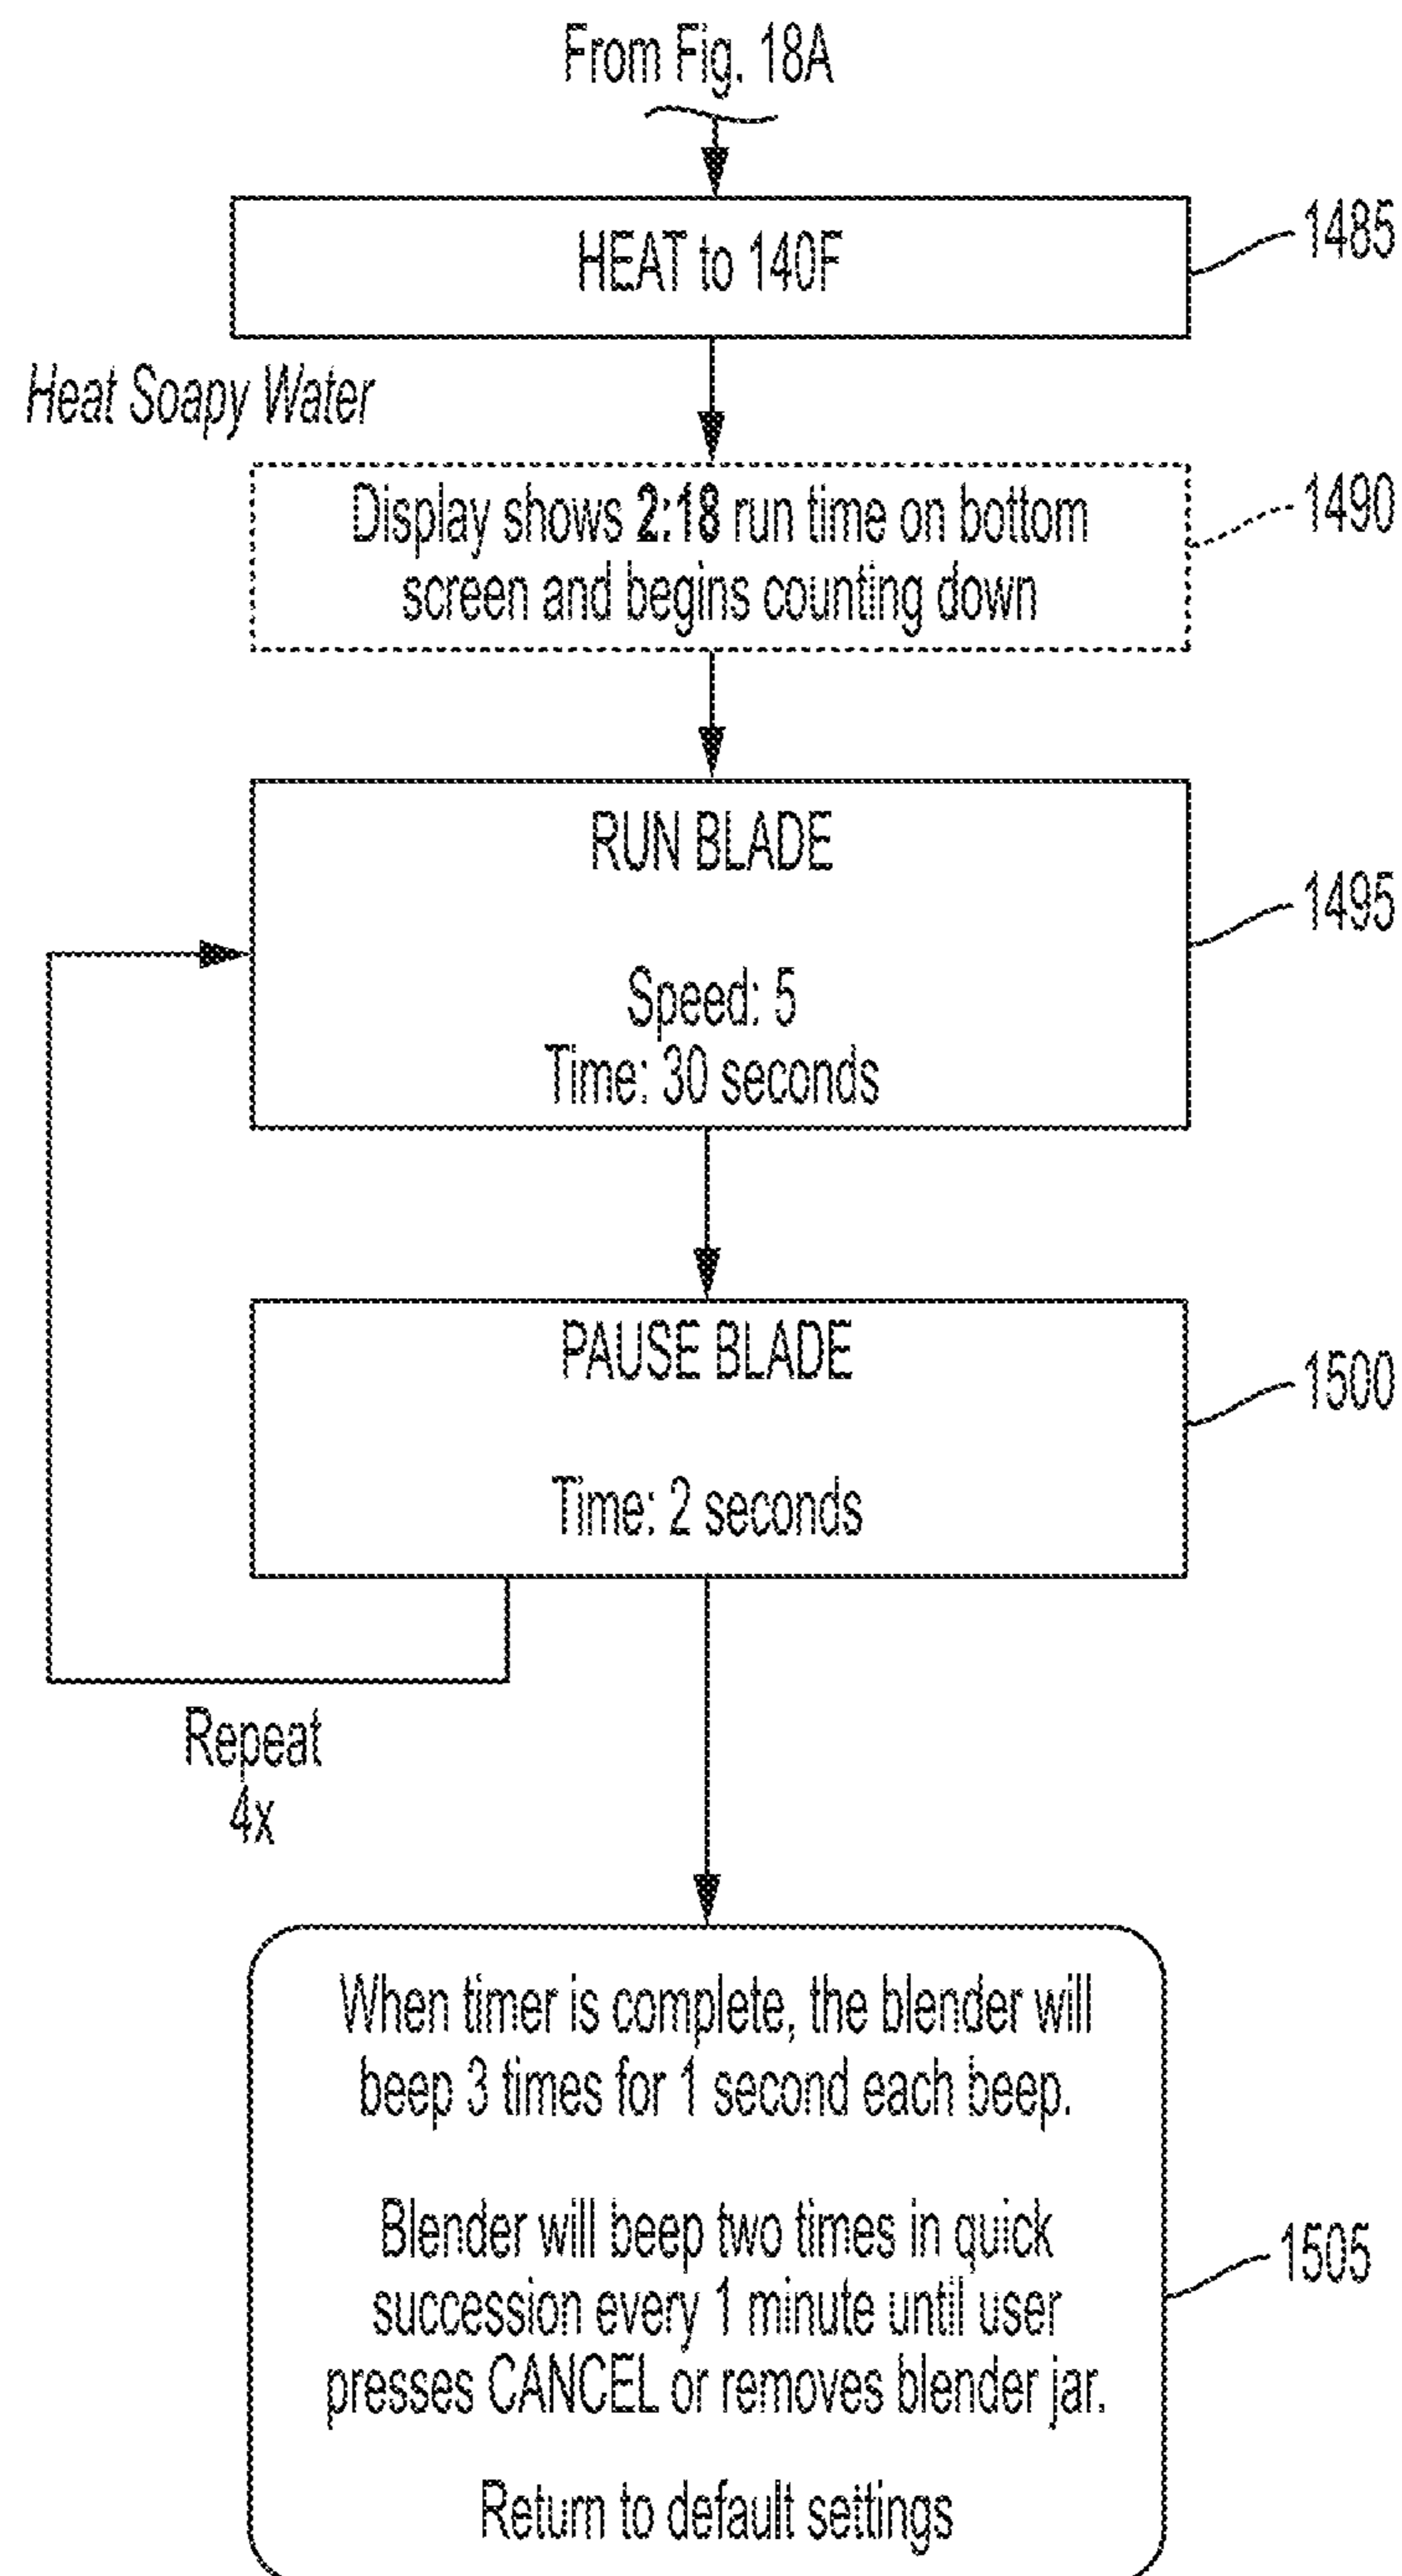 From Fig. 18A
HEAT to 140F
1485
Heat Soapy Water
Display shows 2:18 run time on bottom
screen and begins counting down
1490
RUN BLADE
Speed: 5
Time: 30 seconds
1495
PAUSE BLADE
Time: 2 seconds
1500
Repeat
4x
When timer is complete, the blender will
beep 3 times for 1 second each beep.
Blender will beep two times in quick
succession every 1 minute until user
presses CANCEL or removes blender jar.
Return to default settings
1505